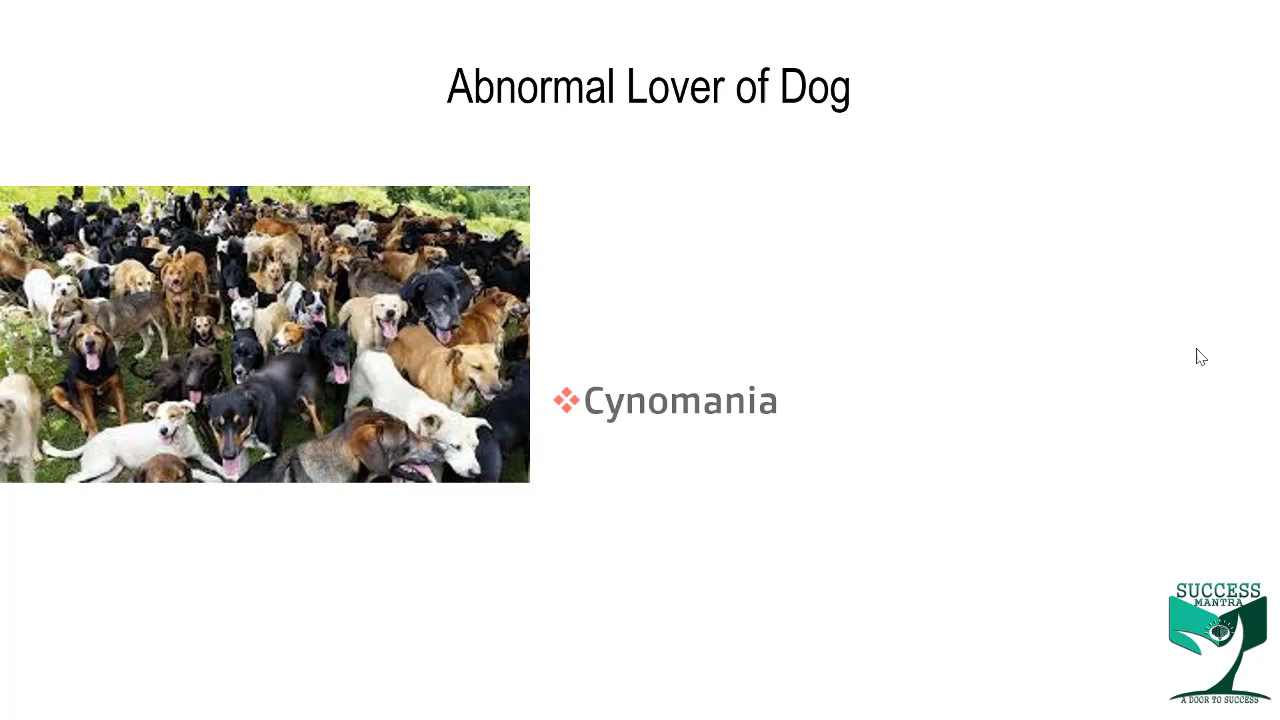 Abnormal Lover of Dog
Cynomania
SUCCESS
MANTRA
A DOOR TO SUCCESS